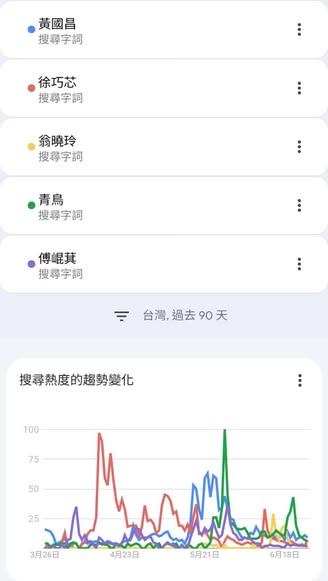 黃國昌
搜尋字詞
徐巧芯
搜尋字詞
翁曉玲
搜尋字詞
青鳥
搜尋字詞
傅崐萁
搜尋字詞
台灣, 過去 90 天
搜尋熱度的趨勢變化
100
75
50
25
3月26日 4月23日 5月21日 6月18日